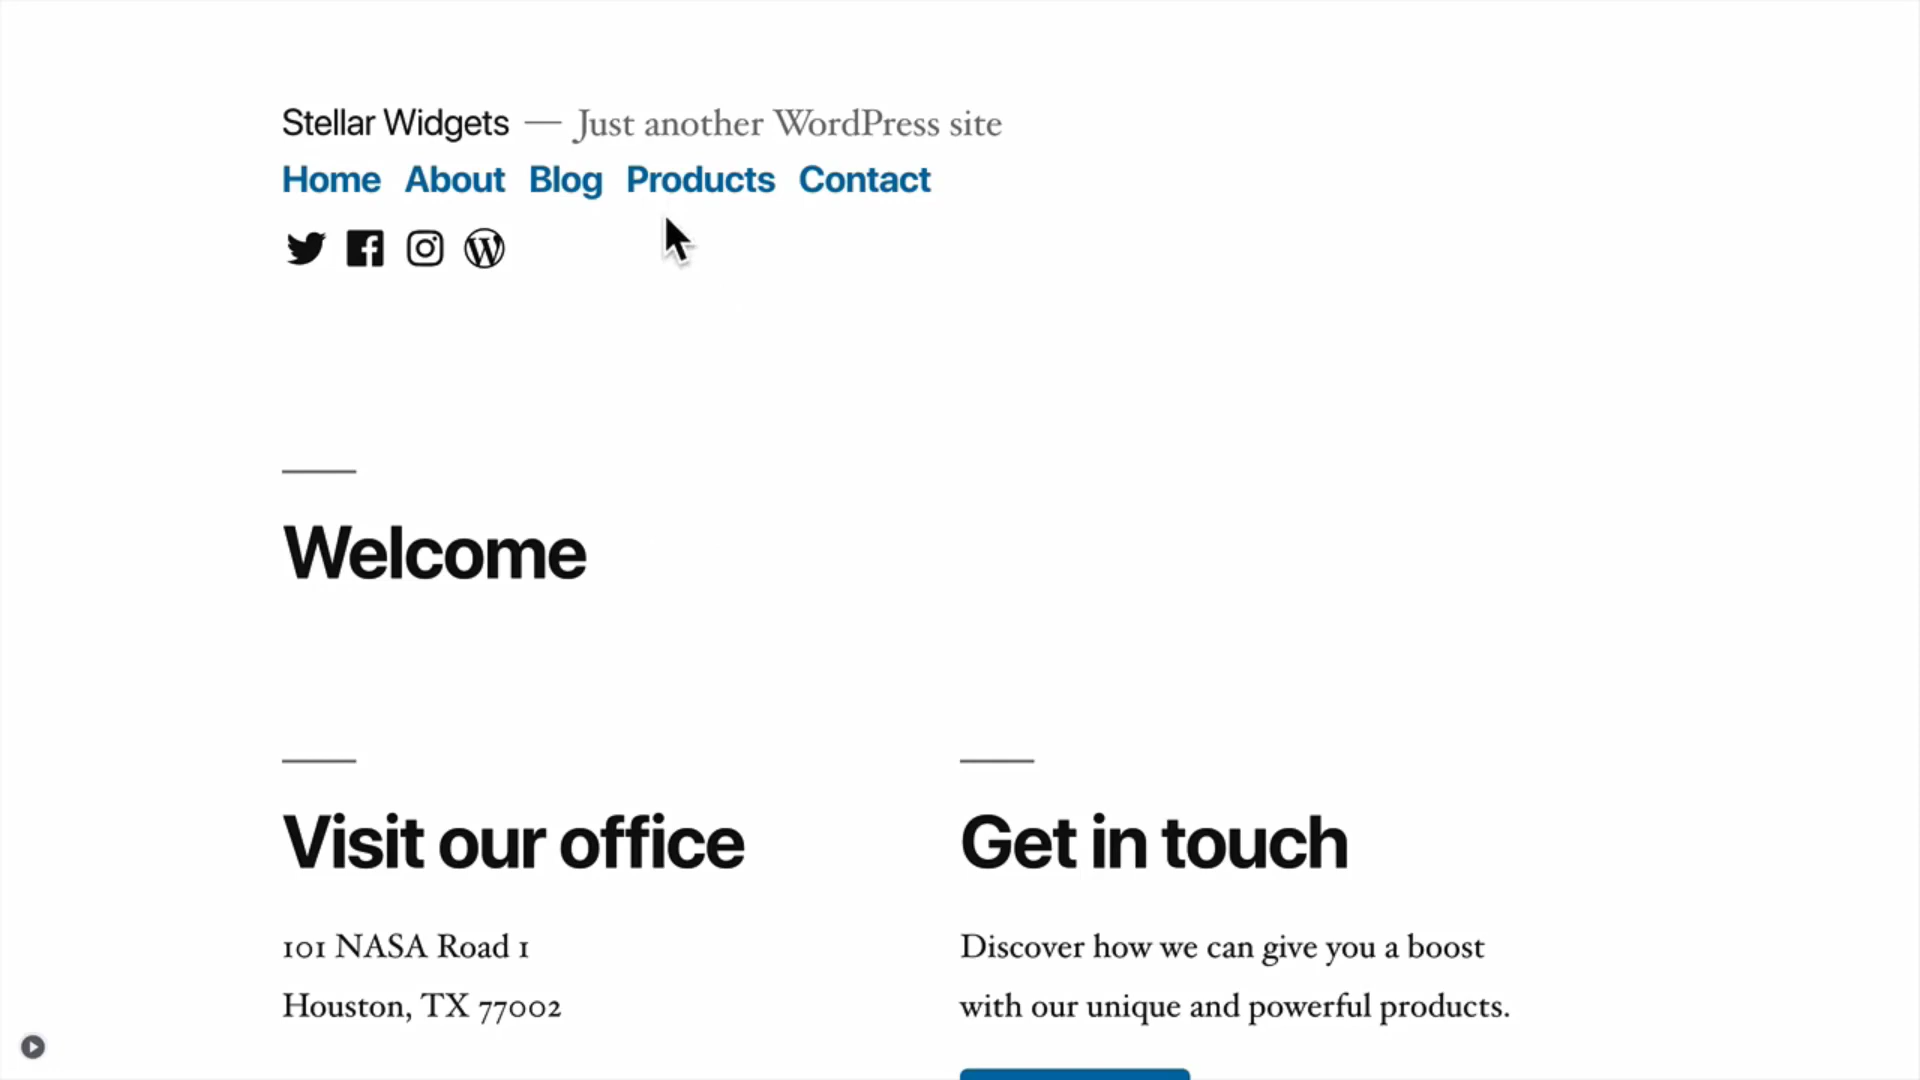 Stellar Widgets — Just another WordPress site
Home About Blog Products Contact
Welcome
Visit our office
101 NASA Road 1
Houston, TX 77002
Get in touch
Discover how we can give you a boost
with our unique and powerful products.